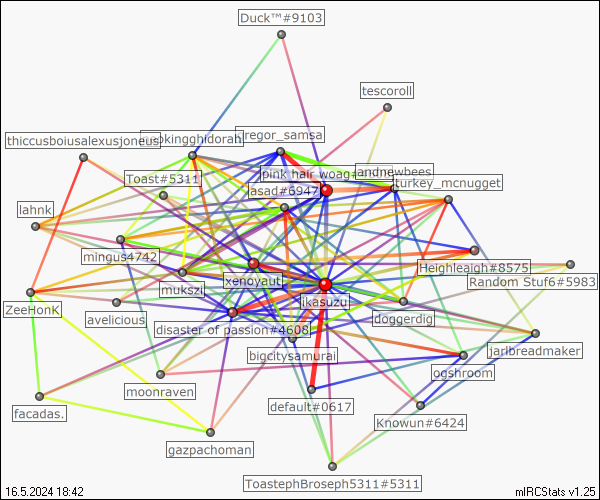 Duck™#9103
tescoroll
thiccusboiusalexusjoneus
gregor_samsa
pink hair woag
andnewbees
Toast#5311
turkey_mcnugget
asad#6947
lahnk
mingus4742
Heighleaigh#8575
xenoyaut
Random Stuf6#5983
mukszi
ikasuzu
ZeeHonK
avelicious
doggerdig
disaster of passion#4608
jaribreadmaker
bigcitysamurai
ogshroom
moonraven
default#0617
facadas.
Knowun#6424
gazpachoman
ToastephBroseph5311#5311
16.5.2024 18:42
mIRCStats v1.25